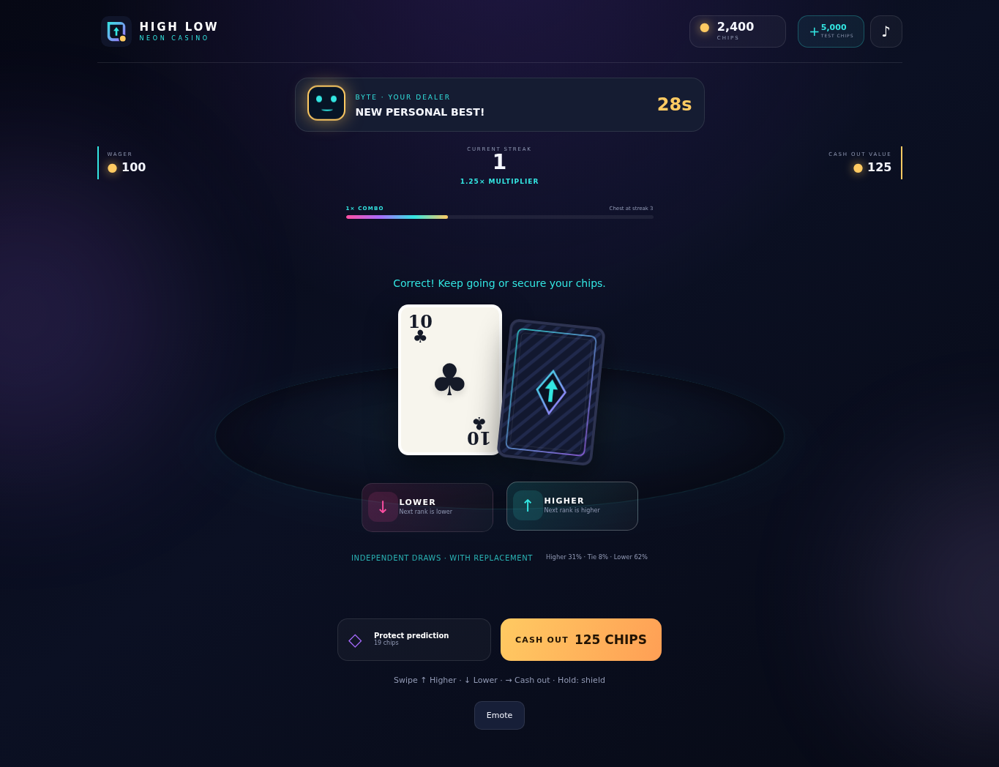 HIGH LOW
NEON CASINO
2,400
CHIPS
+ 5,000
TEST CHIPS
♪
BYTE · YOUR DEALER
NEW PERSONAL BEST!
28s
WAGER
100
CURRENT STREAK
1
1.25× MULTIPLIER
CASH OUT VALUE
125
1× COMBO
Chest at streak 3
Correct! Keep going or secure your chips.
10
♣
♣
♣
10
↓ LOWER
Next rank is lower
↑ HIGHER
Next rank is higher
INDEPENDENT DRAWS · WITH REPLACEMENT
Higher 31% · Tie 8% · Lower 62%
◇ Protect prediction
19 chips
CASH OUT 125 CHIPS
Swipe ↑ Higher · ↓ Lower · → Cash out · Hold: shield
Emote